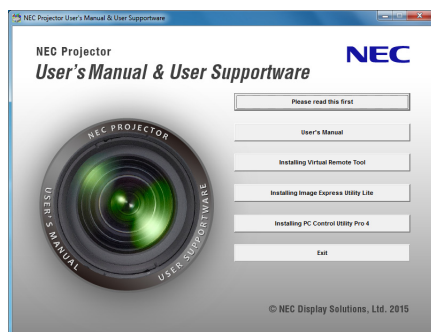 NEC Projector User's Manual & User Supportware
NEC Projector
NEC
User's Manual & User Supportware
Please read this first
User's Manual
Installing Virtual Remote Tool
Installing Image Express Utility Lite
Installing PC Control Utility Pro 4
Exit
NEC PROJECTOR
USER'S MANUAL
USER SUPPORTWARE
© NEC Display Solutions, Ltd. 2015